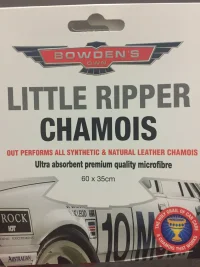 BOWDEN'S
OWN
LITTLE RIPPER
CHAMOIS
OUT PERFORMS ALL SYNTHETIC & NATURAL LEATHER CHAMOIS
Ultra absorbent premium quality microfibre
60 x 35cm
ROCK
10